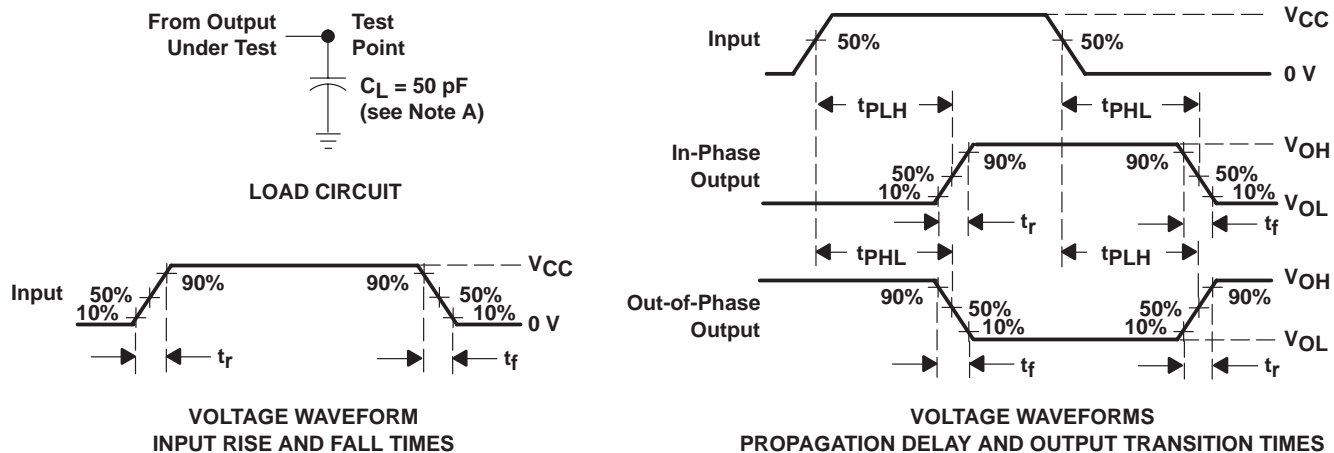 From Output
Under Test
Test
Point
CL = 50 pF
(see Note A)
LOAD CIRCUIT
Input
50%
10%
90%
90%
50%
10%
VCC
0 V
tr
tf
VOLTAGE WAVEFORM
INPUT RISE AND FALL TIMES
Input
50%
50%
VCC
0 V
tPLH
tPHL
In-Phase
Output
50%
10%
90%
90%
50%
10%
VOH
VOL
tr
tf
tPHL
tPLH
Out-of-Phase
Output
90%
50%
10%
50%
10%
90%
VOH
VOL
tf
tr
VOLTAGE WAVEFORMS
PROPAGATION DELAY AND OUTPUT TRANSITION TIMES